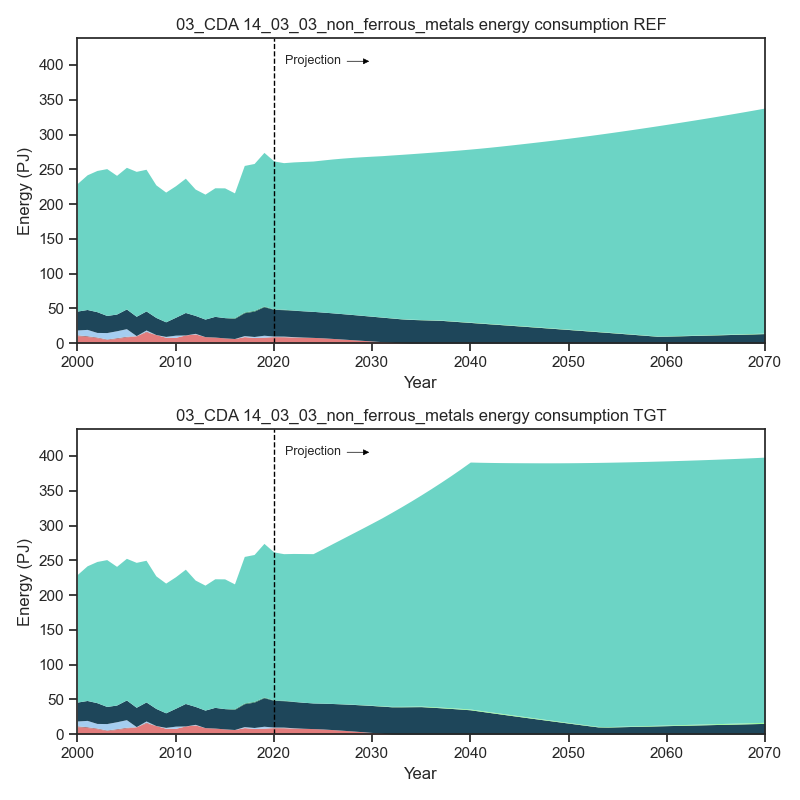 03_CDA 14_03_03_non_ferrous_metals energy consumption REF
Energy (PJ)
400
350
300
250
200
150
100
50
0
Projection
2000 2010 2020 2030 2040 2050 2060 2070
Year
03_CDA 14_03_03_non_ferrous_metals energy consumption TGT
Energy (PJ)
400
350
300
250
200
150
100
50
0
Projection
2000 2010 2020 2030 2040 2050 2060 2070
Year